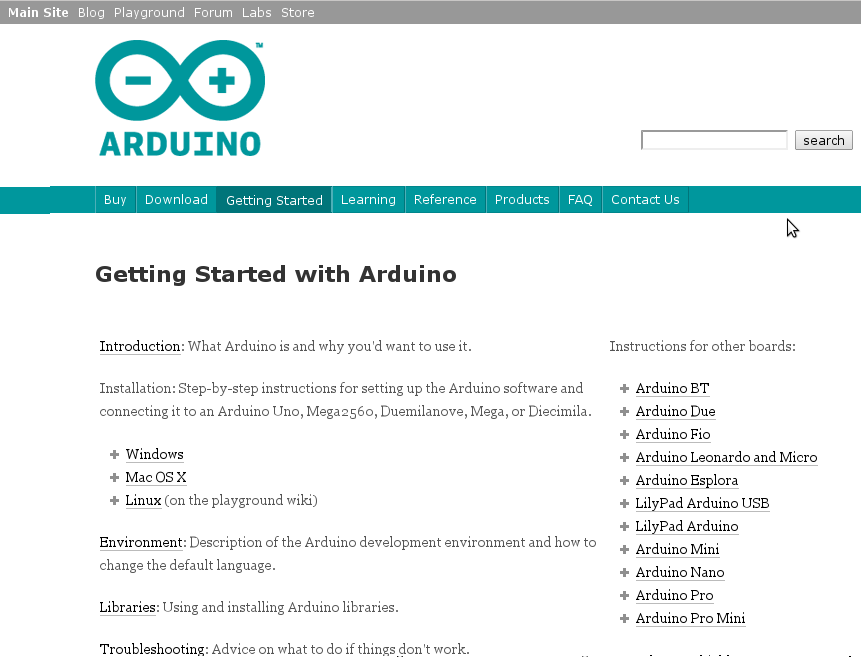 Main Site Blog Playground Forum Labs Store
TM
ARDUINO
search
Buy Download Getting Started Learning Reference Products FAQ Contact Us
Getting Started with Arduino
Introduction: What Arduino is and why you'd want to use it.
Installation: Step-by-step instructions for setting up the Arduino software and
connecting it to an Arduino Uno, Mega2560, Duemilanove, Mega, or Diecimila.
Windows
Mac OS X
Linux (on the playground wiki)
Environment: Description of the Arduino development environment and how to
change the default language.
Libraries: Using and installing Arduino libraries.
Troubleshooting: Advice on what to do if things don't work.
Instructions for other boards:
Arduino BT
Arduino Due
Arduino Fio
Arduino Leonardo and Micro
Arduino Esplora
LilyPad Arduino USB
LilyPad Arduino
Arduino Mini
Arduino Nano
Arduino Pro
Arduino Pro Mini